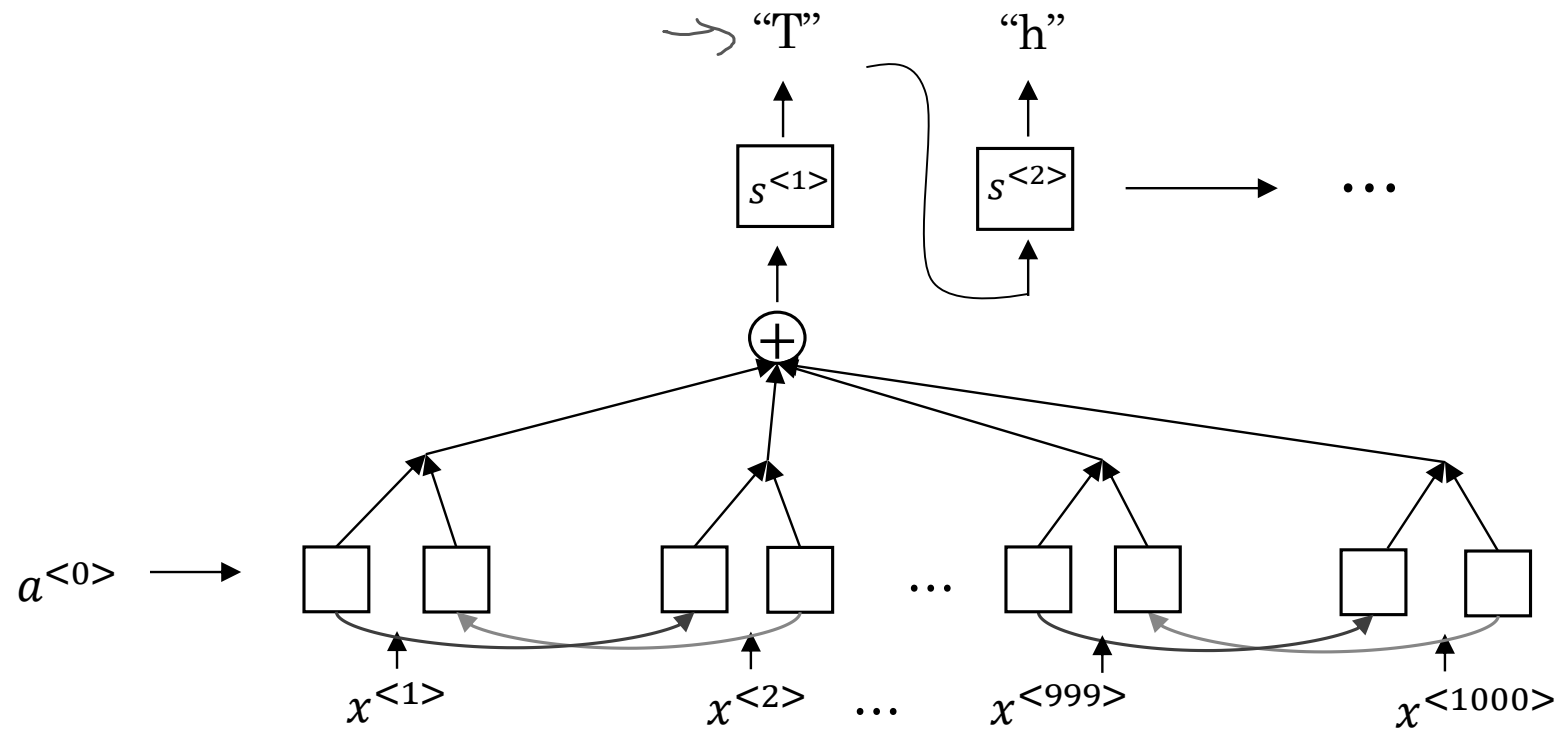 “T” “h”
s<1> s<2> ...
+
a<0> ...
x<1> x<2> ... x<999> x<1000>